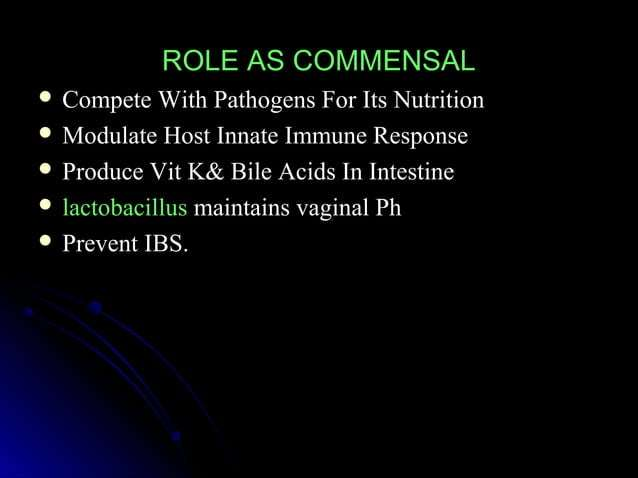 ROLE AS COMMENSAL
Compete With Pathogens For Its Nutrition
Modulate Host Innate Immune Response
Produce Vit K& Bile Acids In Intestine
lactobacillus maintains vaginal Ph
Prevent IBS.